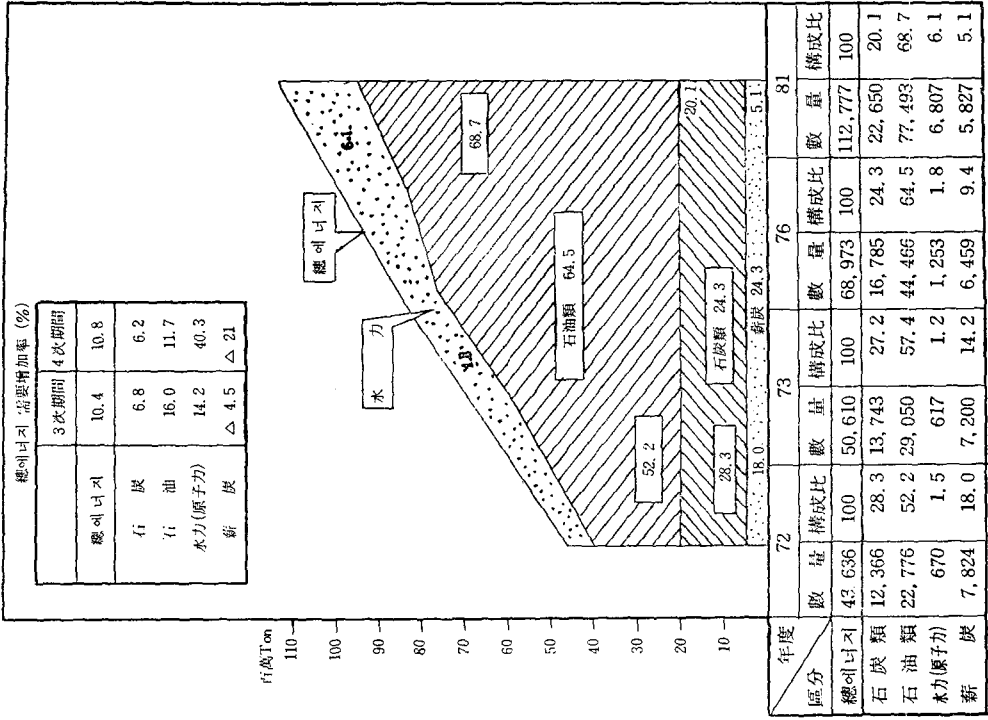 總에너지 需要增加率 (%)
3次期間 4次期間
總에너지 10.4 10.8
石 炭 6.8 6.2
石 油 16.0 11.7
水力(原子力) 14.2 40.3
薪 炭 △ 4.5 △ 21
百萬Ton
110
100
90
80
70
60
50
40
30
20
10
總에너지
水 力
6.1
1.8
68.7
石油類 64.5
52.2
20.1
石炭類 24.3
28.3
5.1
薪炭 24.3
18.0
年度 72 73 76 81
區分 數 量 構成比 數 量 構成比 數 量 構成比 數 量 構成比
總에너지 43 636 100 50,610 100 68,973 100 112,777 100
石 炭 類 12,366 28.3 13,743 27.2 16,785 24.3 22,650 20.1
石 油 類 22,776 52.2 29,050 57.4 44,466 64.5 77,493 68.7
水力(原子力) 670 1.5 617 1.2 1,253 1.8 6,807 6.1
薪 炭 7,824 18.0 7,200 14.2 6,459 9.4 5,827 5.1